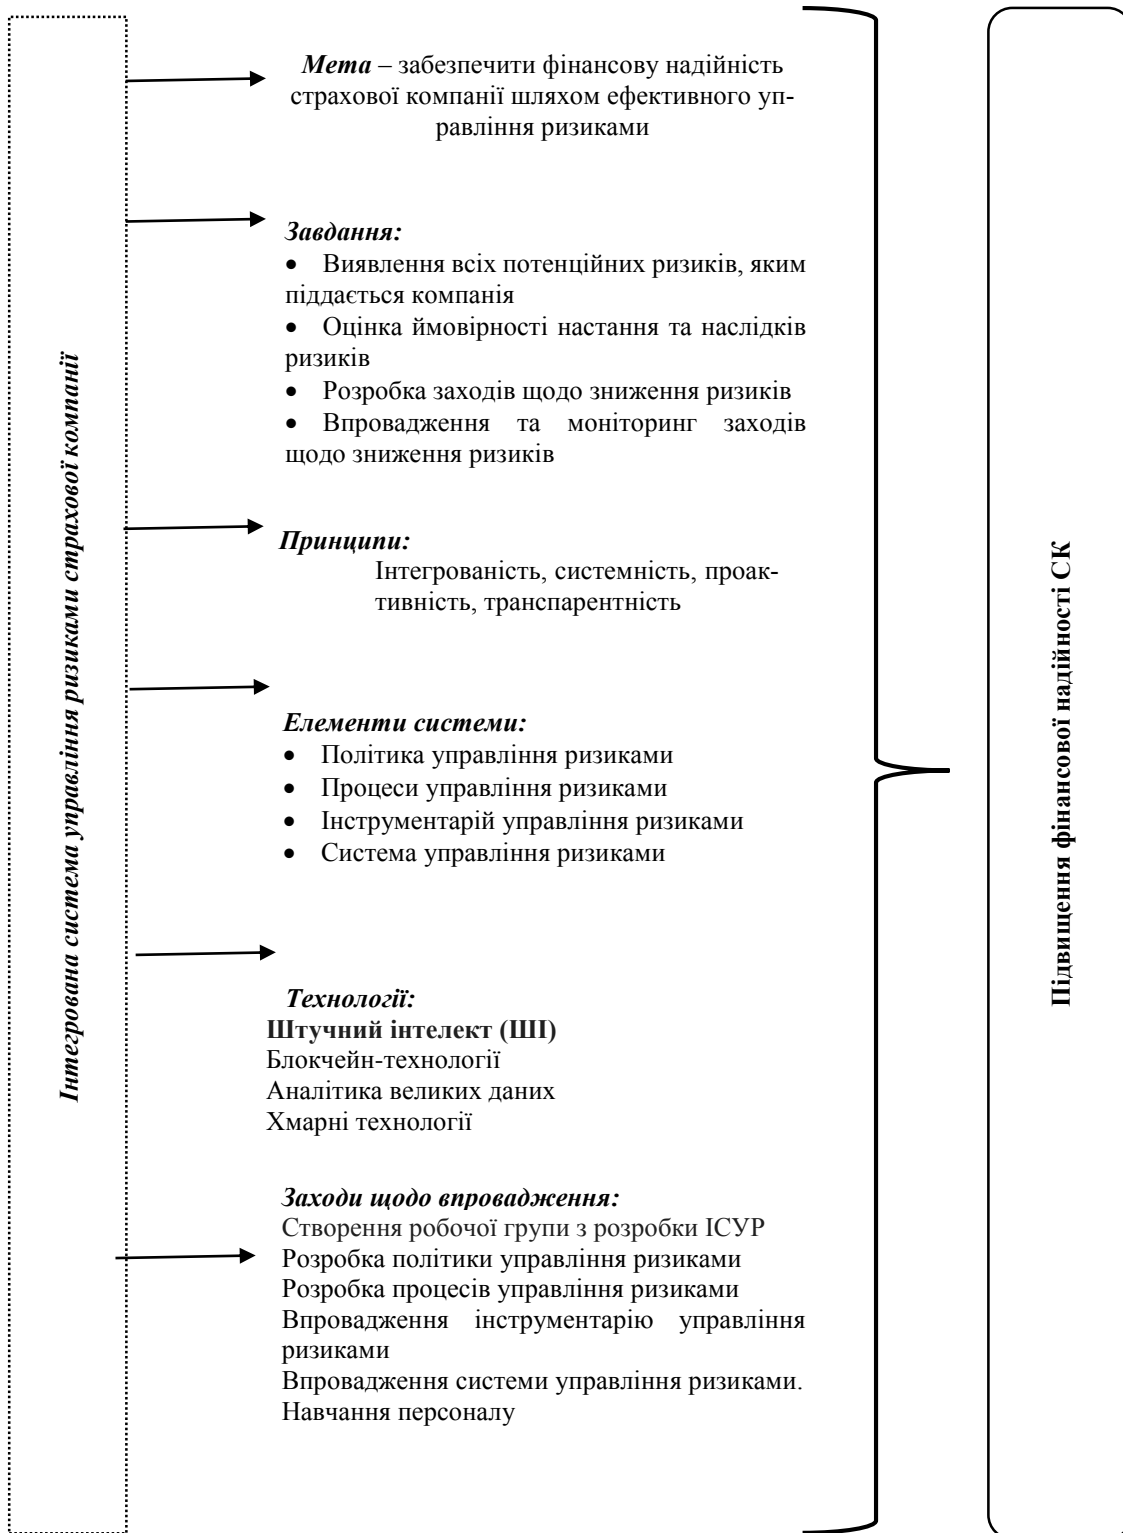 Інтегрована система управління ризиками страхової компанії
Мета – забезпечити фінансову надійність
страхової компанії шляхом ефективного уп-
равління ризиками
Завдання:
• Виявлення всіх потенційних ризиків, яким
піддається компанія
• Оцінка ймовірності настання та наслідків
ризиків
• Розробка заходів щодо зниження ризиків
• Впровадження та моніторинг заходів
щодо зниження ризиків
Принципи:
Інтегрованість, системність, проак-
тивність, транспарентність
Елементи системи:
• Політика управління ризиками
• Процеси управління ризиками
• Інструментарій управління ризиками
• Система управління ризиками
Технології:
Штучний інтелект (ШІ)
Блокчейн-технології
Аналітика великих даних
Хмарні технології
Заходи щодо впровадження:
Створення робочої групи з розробки ІСУР
Розробка політики управління ризиками
Розробка процесів управління ризиками
Впровадження інструментарію управління
ризиками
Впровадження системи управління ризиками.
Навчання персоналу
Підвищення фінансової надійності СК